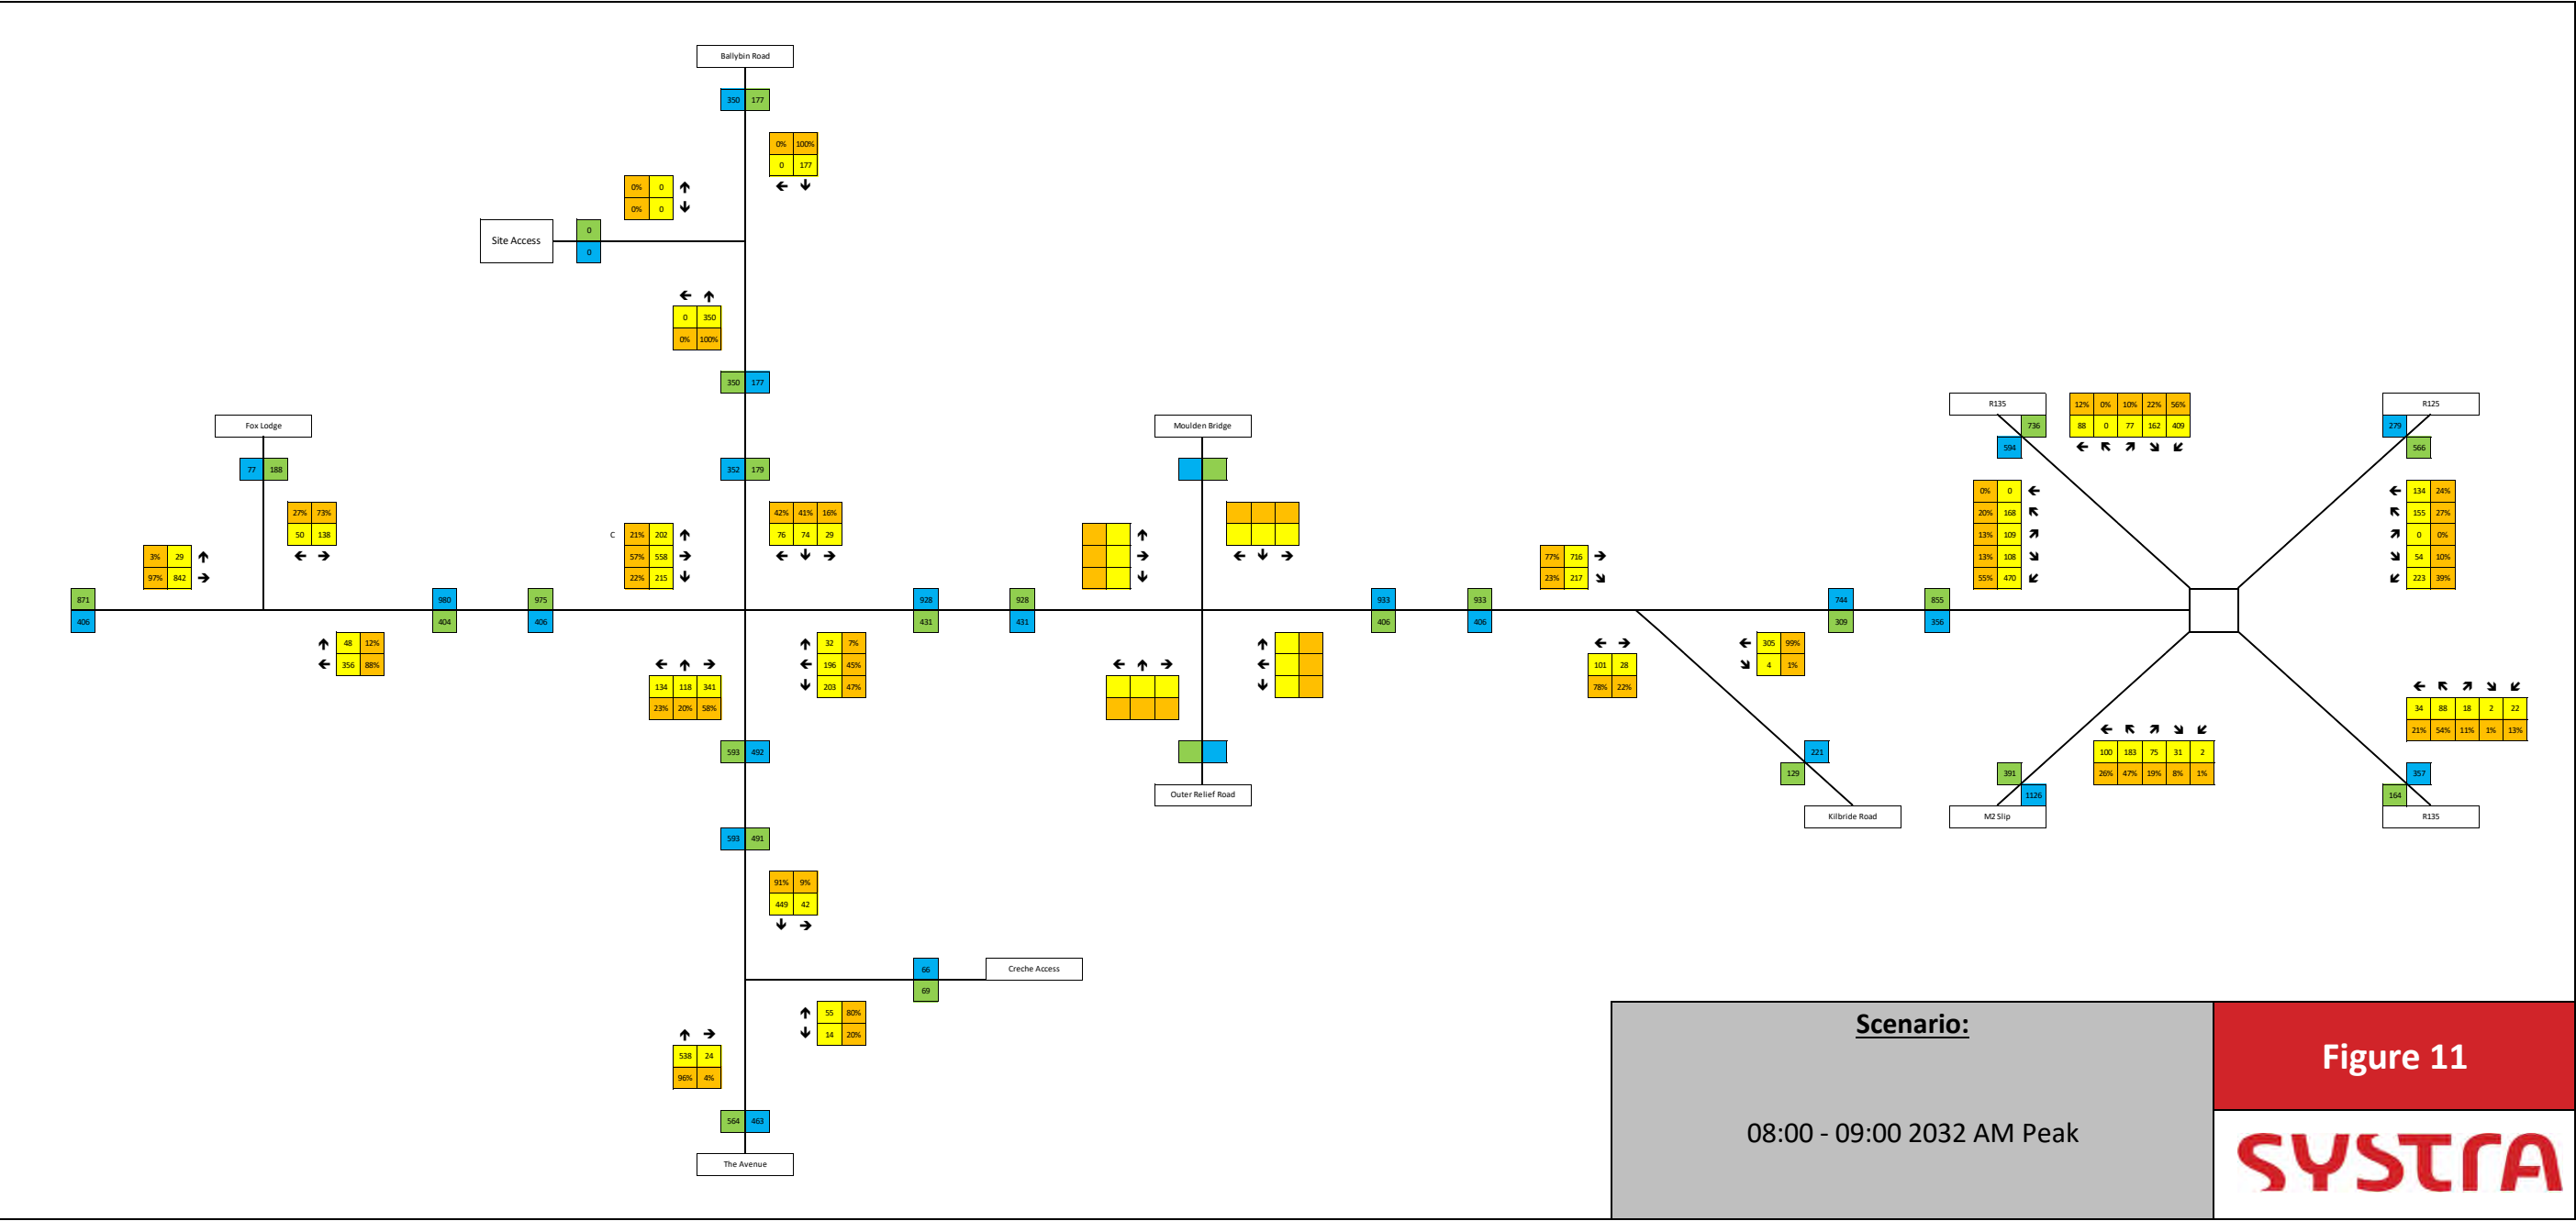 Ballybin Road
350 177
0% 100%
0 177
← ↓
0% 0 ↑
0% 0 ↓
Site Access
0
0
← ↑
0 350
0% 100%
350 177
Fox Lodge
77 188
27% 73%
50 138
← →
3% 29 ↑
97% 842 →
871
406
980
404
↑ 48 12%
← 356 88%
975
406
352 179
C 21% 202 ↑
57% 558 →
22% 215 ↓
42% 41% 16%
76 74 29
← ↓ →
← ↑ →
134 118 341
23% 20% 58%
↑ 32 7%
← 196 45%
↓ 203 47%
928
431
928
431
593 492
593 491
91% 9%
449 42
↓ →
66
69
Creche Access
↑ 55 80%
↓ 14 20%
↑ →
538 24
96% 4%
564 463
The Avenue
Moulden Bridge
↑
→
↓
← ↓ →
← ↑ →
↑
←
↓
Outer Relief Road
933
406
933
406
77% 716 →
23% 217 ↘
← →
101 28
78% 22%
← 305 99%
↘ 4 1%
744
309
855
356
221
129
Kilbride Road
R135
736
594
12% 0% 10% 22% 56%
88 0 77 162 409
← ↖ ↗ ↘ ↙
0% 0 ←
20% 168 ↖
13% 109 ↗
13% 108 ↘
55% 470 ↙
R125
279
566
← 134 24%
↖ 155 27%
↗ 0 0%
↘ 54 10%
↙ 223 39%
← ↖ ↗ ↘ ↙
34 88 18 2 22
21% 54% 11% 1% 13%
← ↖ ↗ ↘ ↙
100 183 75 31 2
26% 47% 19% 8% 1%
391
1126
M2 Slip
357
164
R135
Scenario:
08:00 - 09:00 2032 AM Peak
Figure 11
SYSTRA